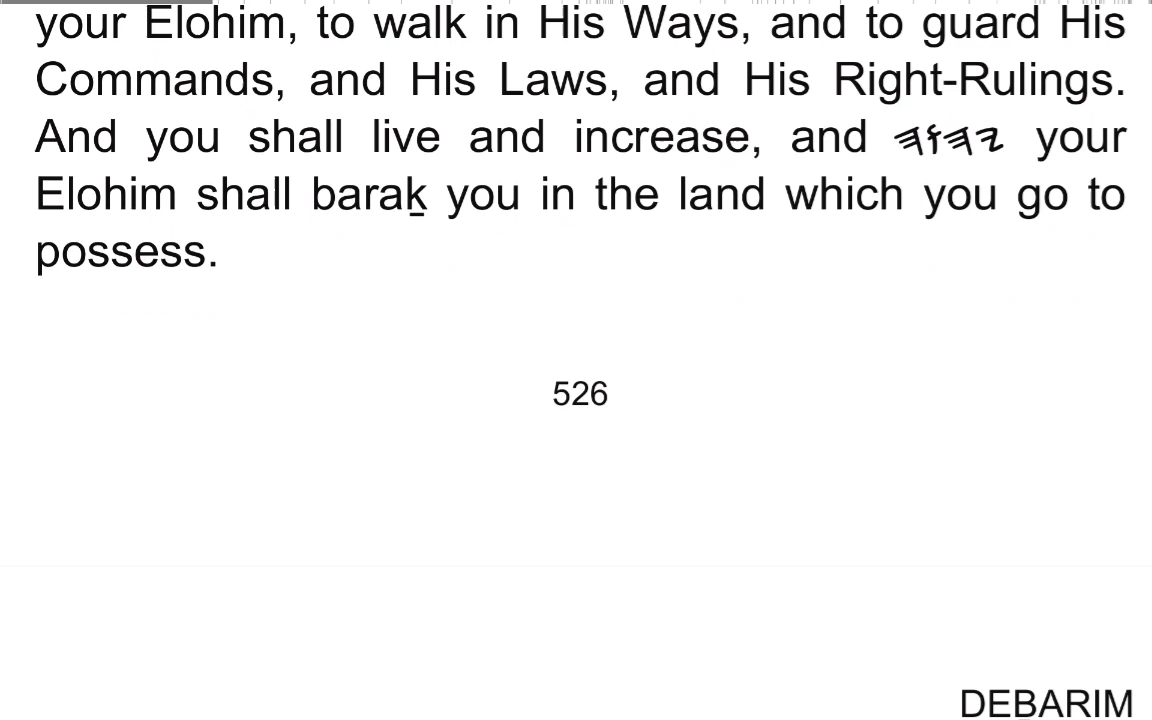 your Elohim, to walk in His Ways, and to guard His
Commands, and His Laws, and His Right-Rulings.
And you shall live and increase, and 𐤉𐤄𐤅𐤄 your
Elohim shall baraḵ you in the land which you go to
possess.
526
DEḆARIM